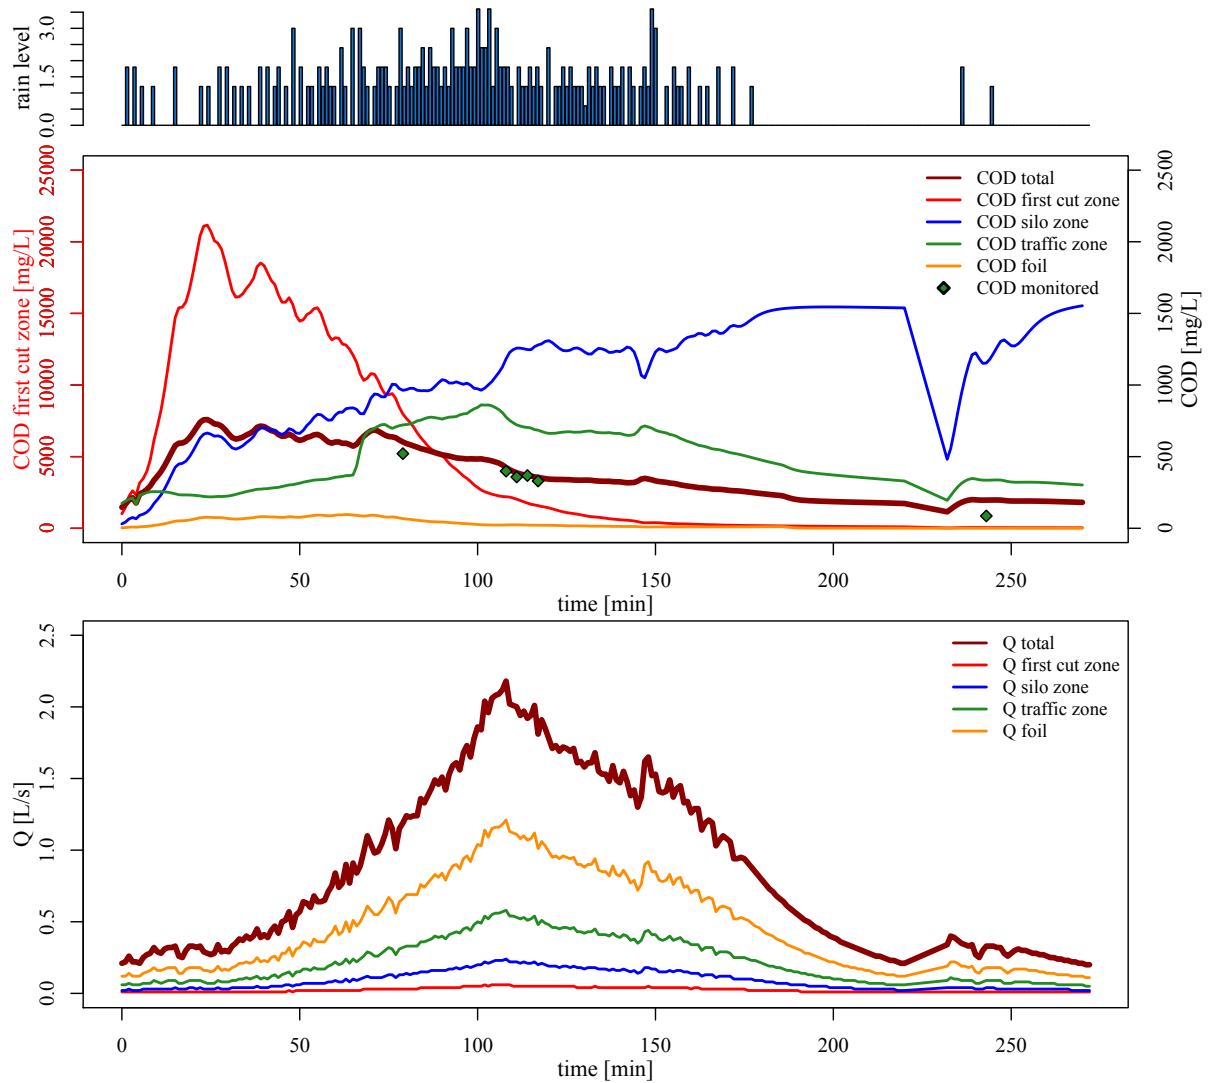 rain level
0.0 1.5 3.0
COD first cut zone [mg/L]
0 5000 10000 15000 20000 25000
COD total
COD first cut zone
COD silo zone
COD traffic zone
COD foil
COD monitored
0 500 1000 1500 2000 2500
COD [mg/L]
0 50 100 150 200 250
time [min]
Q [L/s]
0.0 0.5 1.0 1.5 2.0 2.5
Q total
Q first cut zone
Q silo zone
Q traffic zone
Q foil
0 50 100 150 200 250
time [min]